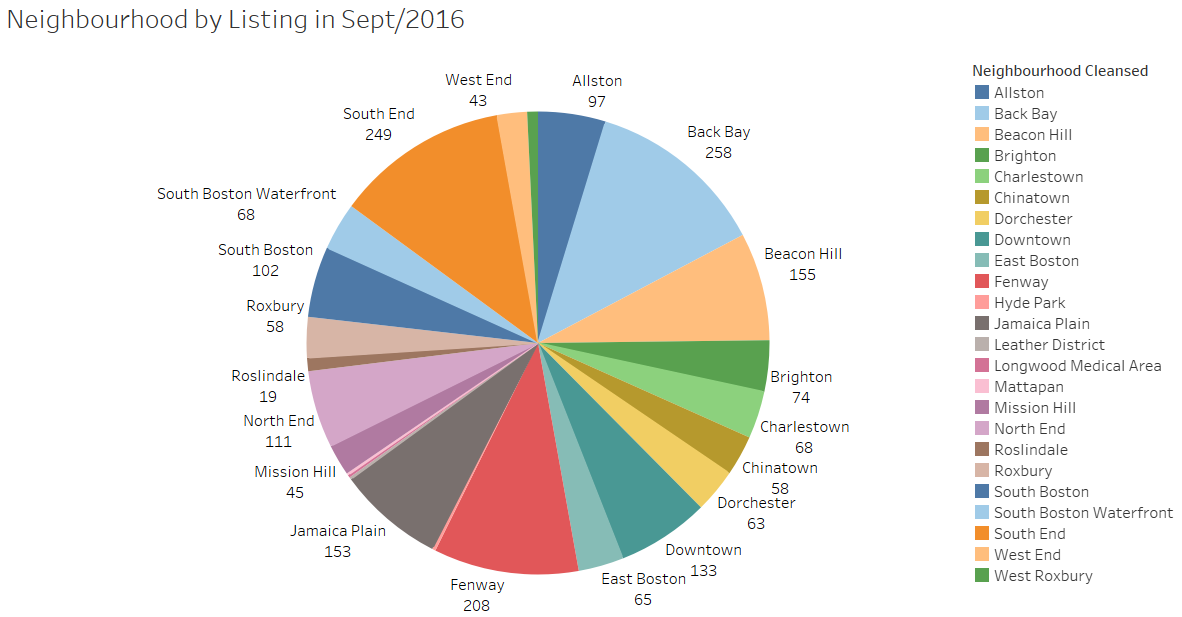 Neighbourhood by Listing in Sept/2016
West End
43
Allston
97
South End
249
Back Bay
258
South Boston Waterfront
68
South Boston
102
Beacon Hill
155
Roxbury
58
Roslindale
19
Brighton
74
North End
111
Charlestown
68
Mission Hill
45
Chinatown
58
Dorchester
63
Jamaica Plain
153
Downtown
133
East Boston
65
Fenway
208
Neighbourhood Cleansed
Allston
Back Bay
Beacon Hill
Brighton
Charlestown
Chinatown
Dorchester
Downtown
East Boston
Fenway
Hyde Park
Jamaica Plain
Leather District
Longwood Medical Area
Mattapan
Mission Hill
North End
Roslindale
Roxbury
South Boston
South Boston Waterfront
South End
West End
West Roxbury